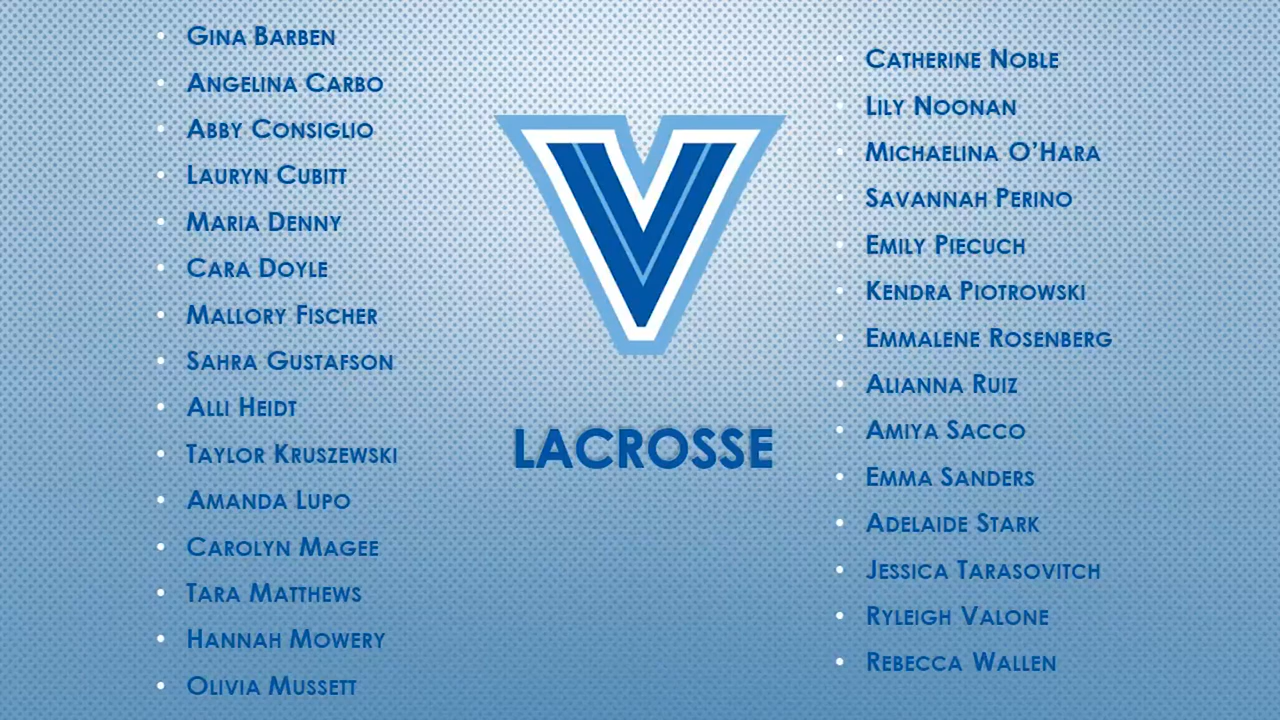 Gina Barben
Angelina Carbo
Abby Consiglio
Lauryn Cubitt
Maria Denny
Cara Doyle
Mallory Fischer
Sahra Gustafson
Alli Heidt
Taylor Kruszewski
Amanda Lupo
Carolyn Magee
Tara Matthews
Hannah Mowery
Olivia Mussett
V
LACROSSE
Catherine Noble
Lily Noonan
Michaelina O’Hara
Savannah Perino
Emily Piecuch
Kendra Piotrowski
Emmalene Rosenberg
Alianna Ruiz
Amiya Sacco
Emma Sanders
Adelaide Stark
Jessica Tarasovitch
Ryleigh Valone
Rebecca Wallen